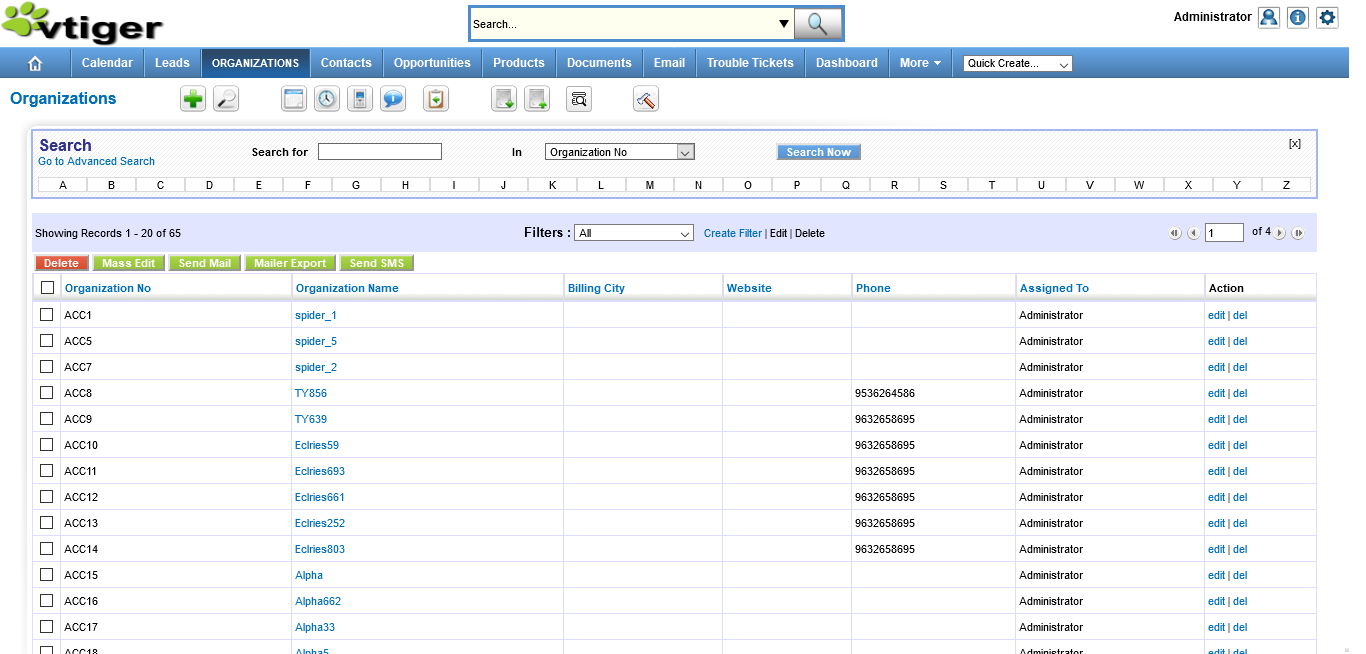 vtiger
Search...
Administrator
Calendar Leads ORGANIZATIONS Contacts Opportunities Products Documents Email Trouble Tickets Dashboard More Quick Create...
Organizations
Search
Go to Advanced Search
Search for In Organization No Search Now [X]
A B C D E F G H I J K L M N O P Q R S T U V W X Y Z
Showing Records 1 - 20 of 65 Filters : All Create Filter | Edit | Delete 1 of 4
Delete Mass Edit Send Mail Mailer Export Send SMS
Organization No Organization Name Billing City Website Phone Assigned To Action
ACC1 spider_1 Administrator edit | del
ACC5 spider_5 Administrator edit | del
ACC7 spider_2 Administrator edit | del
ACC8 TY856 9536264586 Administrator edit | del
ACC9 TY639 9632658695 Administrator edit | del
ACC10 Eclries59 9632658695 Administrator edit | del
ACC11 Eclries693 9632658695 Administrator edit | del
ACC12 Eclries661 9632658695 Administrator edit | del
ACC13 Eclries252 9632658695 Administrator edit | del
ACC14 Eclries803 9632658695 Administrator edit | del
ACC15 Alpha Administrator edit | del
ACC16 Alpha662 Administrator edit | del
ACC17 Alpha33 Administrator edit | del
ACC18 Alpha5 Administrator edit | del